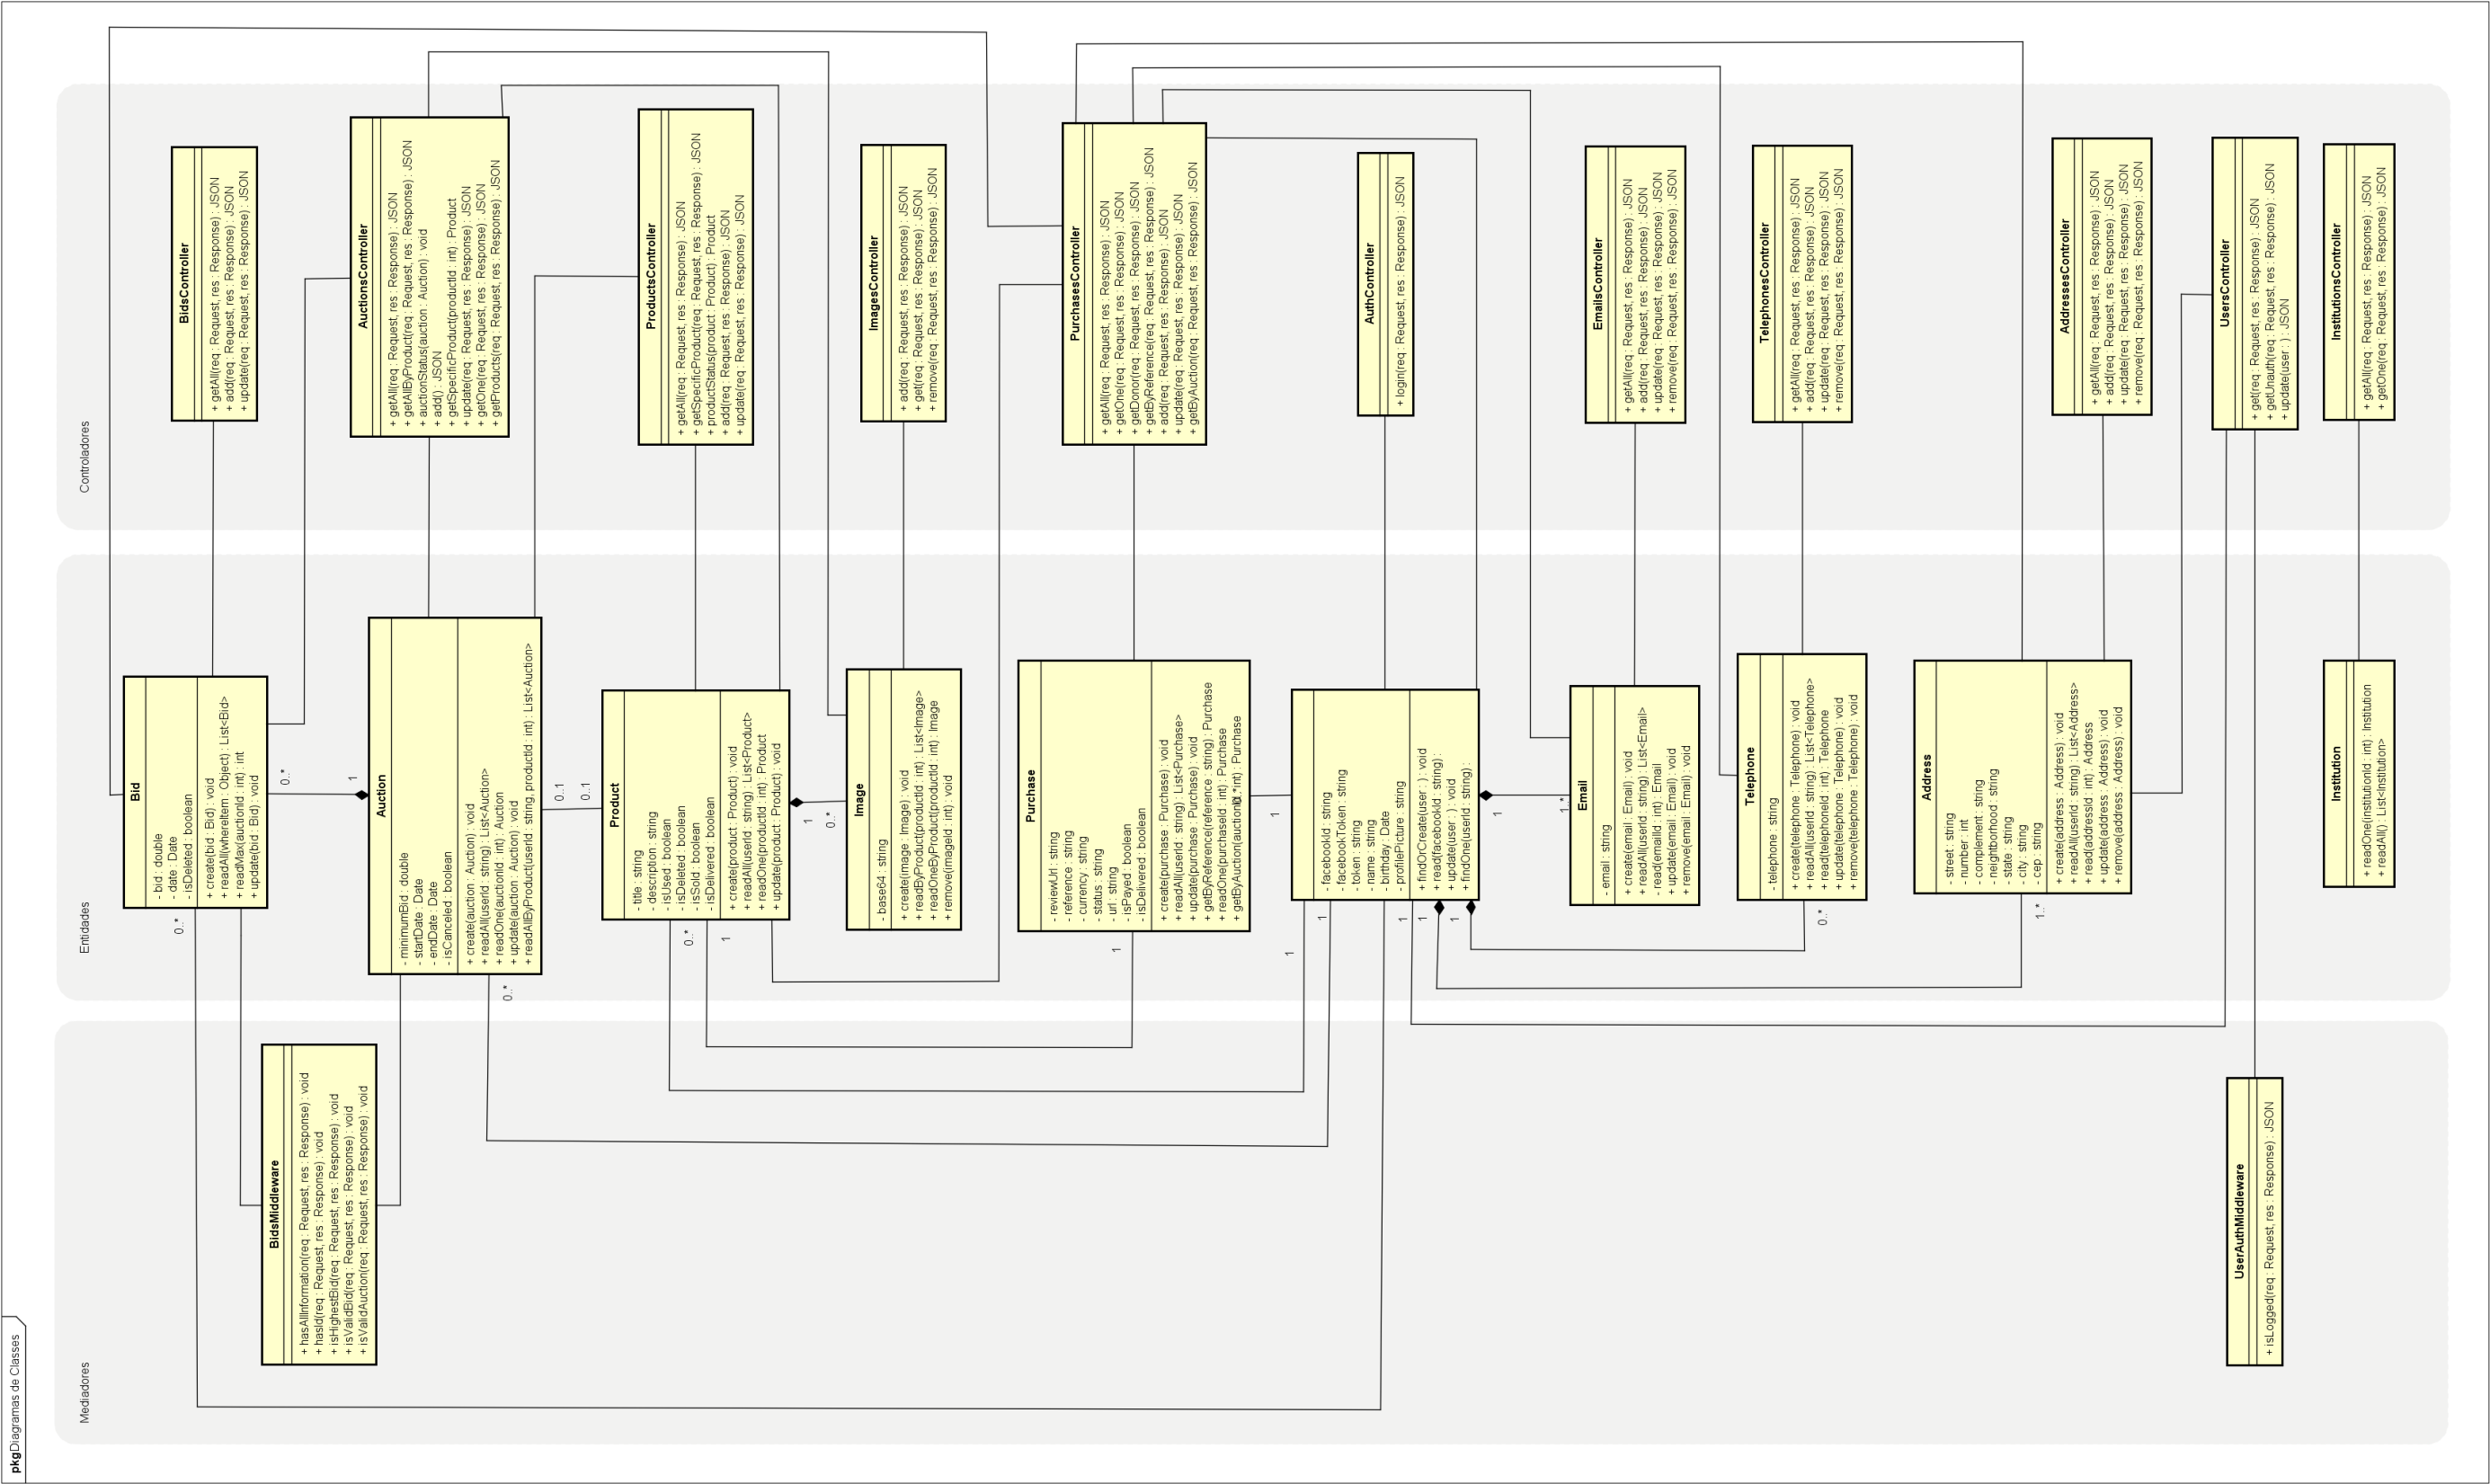 pkgDiagramas de Classes
Mediadores
BidsMiddleware
+ hasAllInformation(req : Request, res : Response) : void
+ hasId(req : Request, res : Response) : void
+ isHighestBid(req : Request, res : Response) : void
+ isValidBid(req : Request, res : Response) : void
+ isValidAuction(req : Request, res : Response) : void
UserAuthMiddleware
+ isLogged(req : Request, res : Response) : JSON
Entidades
Bid
- bid : double
- date : Date
- isDeleted : boolean
+ create(bid : Bid) : void
+ readAll(whereItem : Object) : List<Bid>
+ readMax(auctionId : int) : int
+ update(bid : Bid) : void
0..*
0..*
1
Auction
- minimumBid : double
- startDate : Date
- endDate : Date
- isCanceled : boolean
+ create(auction : Auction) : void
+ readAll(userId : string) : List<Auction>
+ readOne(auctionId : int) : Auction
+ update(auction : Auction) : void
+ readAllByProduct(userId : string, productId : int) : List<Auction>
0..*
0..1
0..1
Product
- title : string
- description : string
- isUsed : boolean
- isDeleted : boolean
- isSold : boolean
- isDelivered : boolean
+ create(product : Product) : void
+ readAll(userId : string) : List<Product>
+ readOne(productId : int) : Product
+ update(product : Product) : void
0..*
1
1
0..*
Image
- base64 : string
+ create(image : Image) : void
+ readByProduct(productId : int) : List<Image>
+ readOneByProduct(productId : int) : Image
+ remove(imageId : int) : void
Purchase
- reviewUrl : string
- reference : string
- currency : string
- status : string
- url : string
- isPayed : boolean
- isDelivered : boolean
+ create(purchase : Purchase) : void
+ readAll(userId : string) : List<Purchase>
+ update(purchase : Purchase) : void
+ getByReference(reference : string) : Purchase
+ readOne(purchaseId : int) : Purchase
+ getByAuction(auctionId : int) : Purchase
1
0..*
1
1
- facebookId : string
- facebookToken : string
- token : string
- name : string
- birthday : Date
- profilePicture : string
+ findOrCreate(user : ) : void
+ read(facebookId : string) :
+ update(user : ) : void
+ findOne(userId : string) :
1
1
1
1
1
1..*
Email
- email : string
+ create(email : Email) : void
+ readAll(userId : string) : List<Email>
- read(emailId : int) : Email
+ update(email : Email) : void
+ remove(email : Email) : void
Telephone
- telephone : string
+ create(telephone : Telephone) : void
+ readAll(userId : string) : List<Telephone>
+ read(telephoneId : int) : Telephone
+ update(telephone : Telephone) : void
+ remove(telephone : Telephone) : void
0..*
Address
- street : string
- number : int
- complement : string
- neighborhood : string
- state : string
- city : string
- cep : string
+ create(address : Address) : void
+ readAll(userId : string) : List<Address>
+ read(addressId : int) : Address
+ update(address : Address) : void
+ remove(address : Address) : void
1..*
Institution
+ readOne(institutionId : int) : Institution
+ readAll() : List<Institution>
Controladores
BidsController
+ getAll(req : Request, res : Response) : JSON
+ add(req : Request, res : Response) : JSON
+ update(req : Request, res : Response) : JSON
AuctionsController
+ getAll(req : Request, res : Response) : JSON
+ getAllByProduct(req : Request, res : Response) : JSON
+ auctionStatus(auction : Auction) : void
+ add() : JSON
+ getSpecificProduct(productId : int) : Product
+ update(req : Request, res : Response) : JSON
+ getOne(req : Request, res : Response) : JSON
+ getProducts(req : Request, res : Response) : JSON
ProductsController
+ getAll(req : Request, res : Response) : JSON
+ getSpecificProduct(req : Request, res : Response) : JSON
+ productStatus(product : Product) : Product
+ add(req : Request, res : Response) : JSON
+ update(req : Request, res : Response) : JSON
ImagesController
+ add(req : Request, res : Response) : JSON
+ get(req : Request, res : Response) : JSON
+ remove(req : Request, res : Response) : JSON
PurchasesController
+ getAll(req : Request, res : Response) : JSON
+ getOne(req : Request, res : Response) : JSON
+ getDonor(req : Request, res : Response) : JSON
+ getByReference(req : Request, res : Response) : JSON
+ add(req : Request, res : Response) : JSON
+ update(req : Request, res : Response) : JSON
+ getByAuction(req : Request, res : Response) : JSON
AuthController
+ login(req : Request, res : Response) : JSON
EmailsController
+ getAll(req : Request, res : Response) : JSON
+ add(req : Request, res : Response) : JSON
+ update(req : Request, res : Response) : JSON
+ remove(req : Request, res : Response) : JSON
TelephonesController
+ getAll(req : Request, res : Response) : JSON
+ add(req : Request, res : Response) : JSON
+ update(req : Request, res : Response) : JSON
+ remove(req : Request, res : Response) : JSON
AddressesController
+ getAll(req : Request, res : Response) : JSON
+ add(req : Request, res : Response) : JSON
+ update(req : Request, res : Response) : JSON
+ remove(req : Request, res : Response) : JSON
UsersController
+ get(req : Request, res : Response) : JSON
+ getUnauth(req : Request, res : Response) : JSON
+ update(user : ) : JSON
InstitutionsController
+ getAll(req : Request, res : Response) : JSON
+ getOne(req : Request, res : Response) : JSON